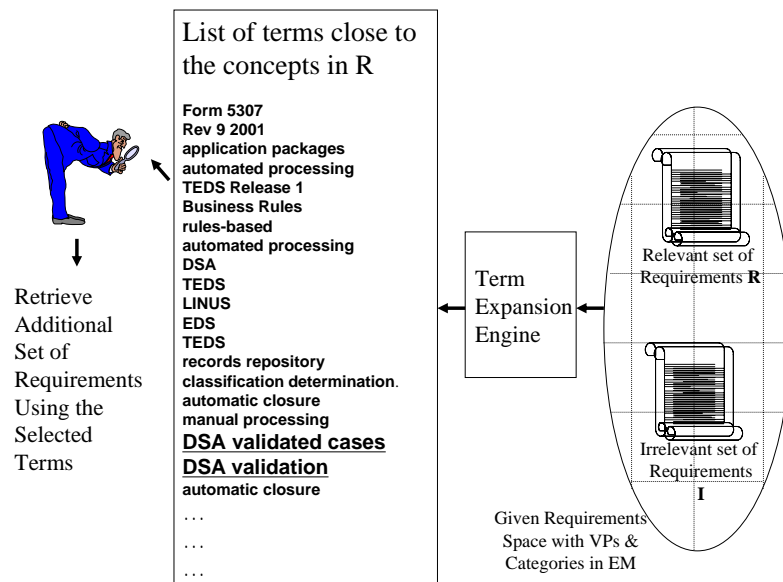 List of terms close to
the concepts in R
Form 5307
Rev 9 2001
application packages
automated processing
TEDS Release 1
Business Rules
rules-based
automated processing
DSA
TEDS
LINUS
EDS
TEDS
records repository
classification determination.
automatic closure
manual processing
DSA validated cases
DSA validation
automatic closure
...
...
...
Retrieve
Additional
Set of
Requirements
Using the
Selected
Terms
Term
Expansion
Engine
Relevant set of
Requirements R
Irrelevant set of
Requirements
I
Given Requirements
Space with VPs &
Categories in EM